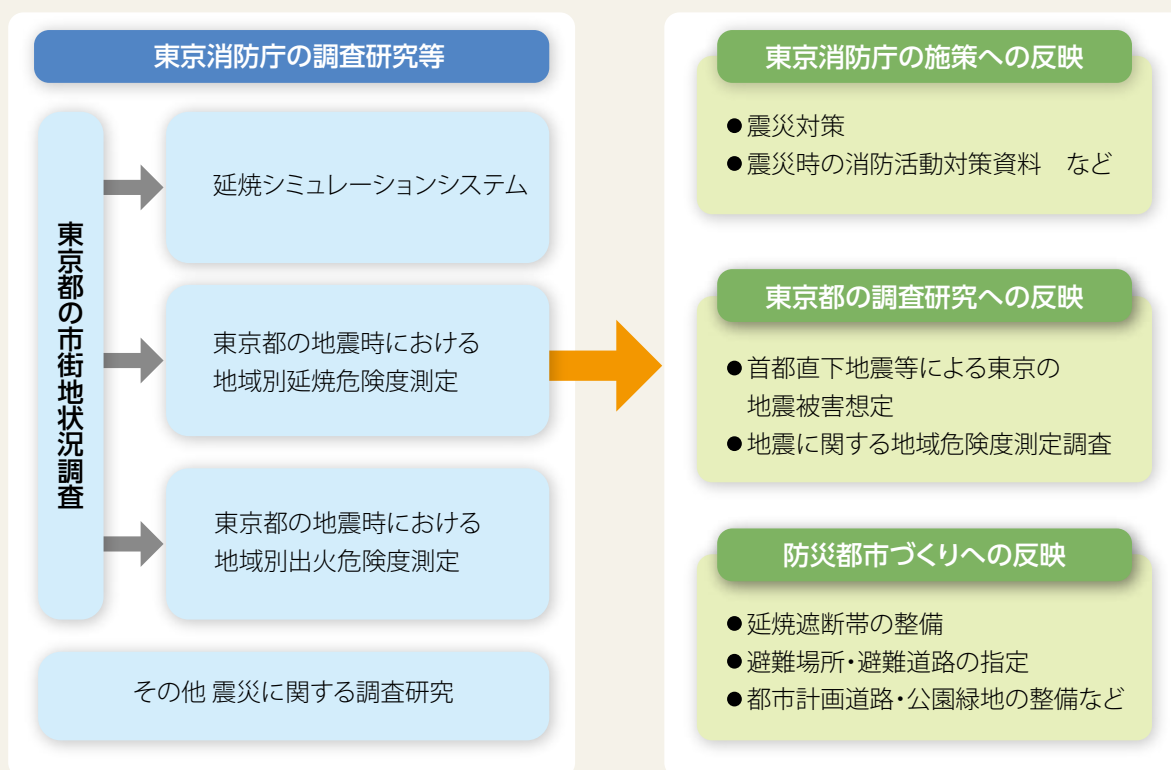 東京消防庁の調査研究等
東京都の市街地状況調査
延焼シミュレーションシステム
東京都の地震時における
地域別延焼危険度測定
東京都の地震時における
地域別出火危険度測定
その他 震災に関する調査研究
東京消防庁の施策への反映
●震災対策
●震災時の消防活動対策資料　など
東京都の調査研究への反映
●首都直下地震等による東京の
地震被害想定
●地震に関する地域危険度測定調査
防災都市づくりへの反映
●延焼遮断帯の整備
●避難場所・避難道路の指定
●都市計画道路・公園緑地の整備など